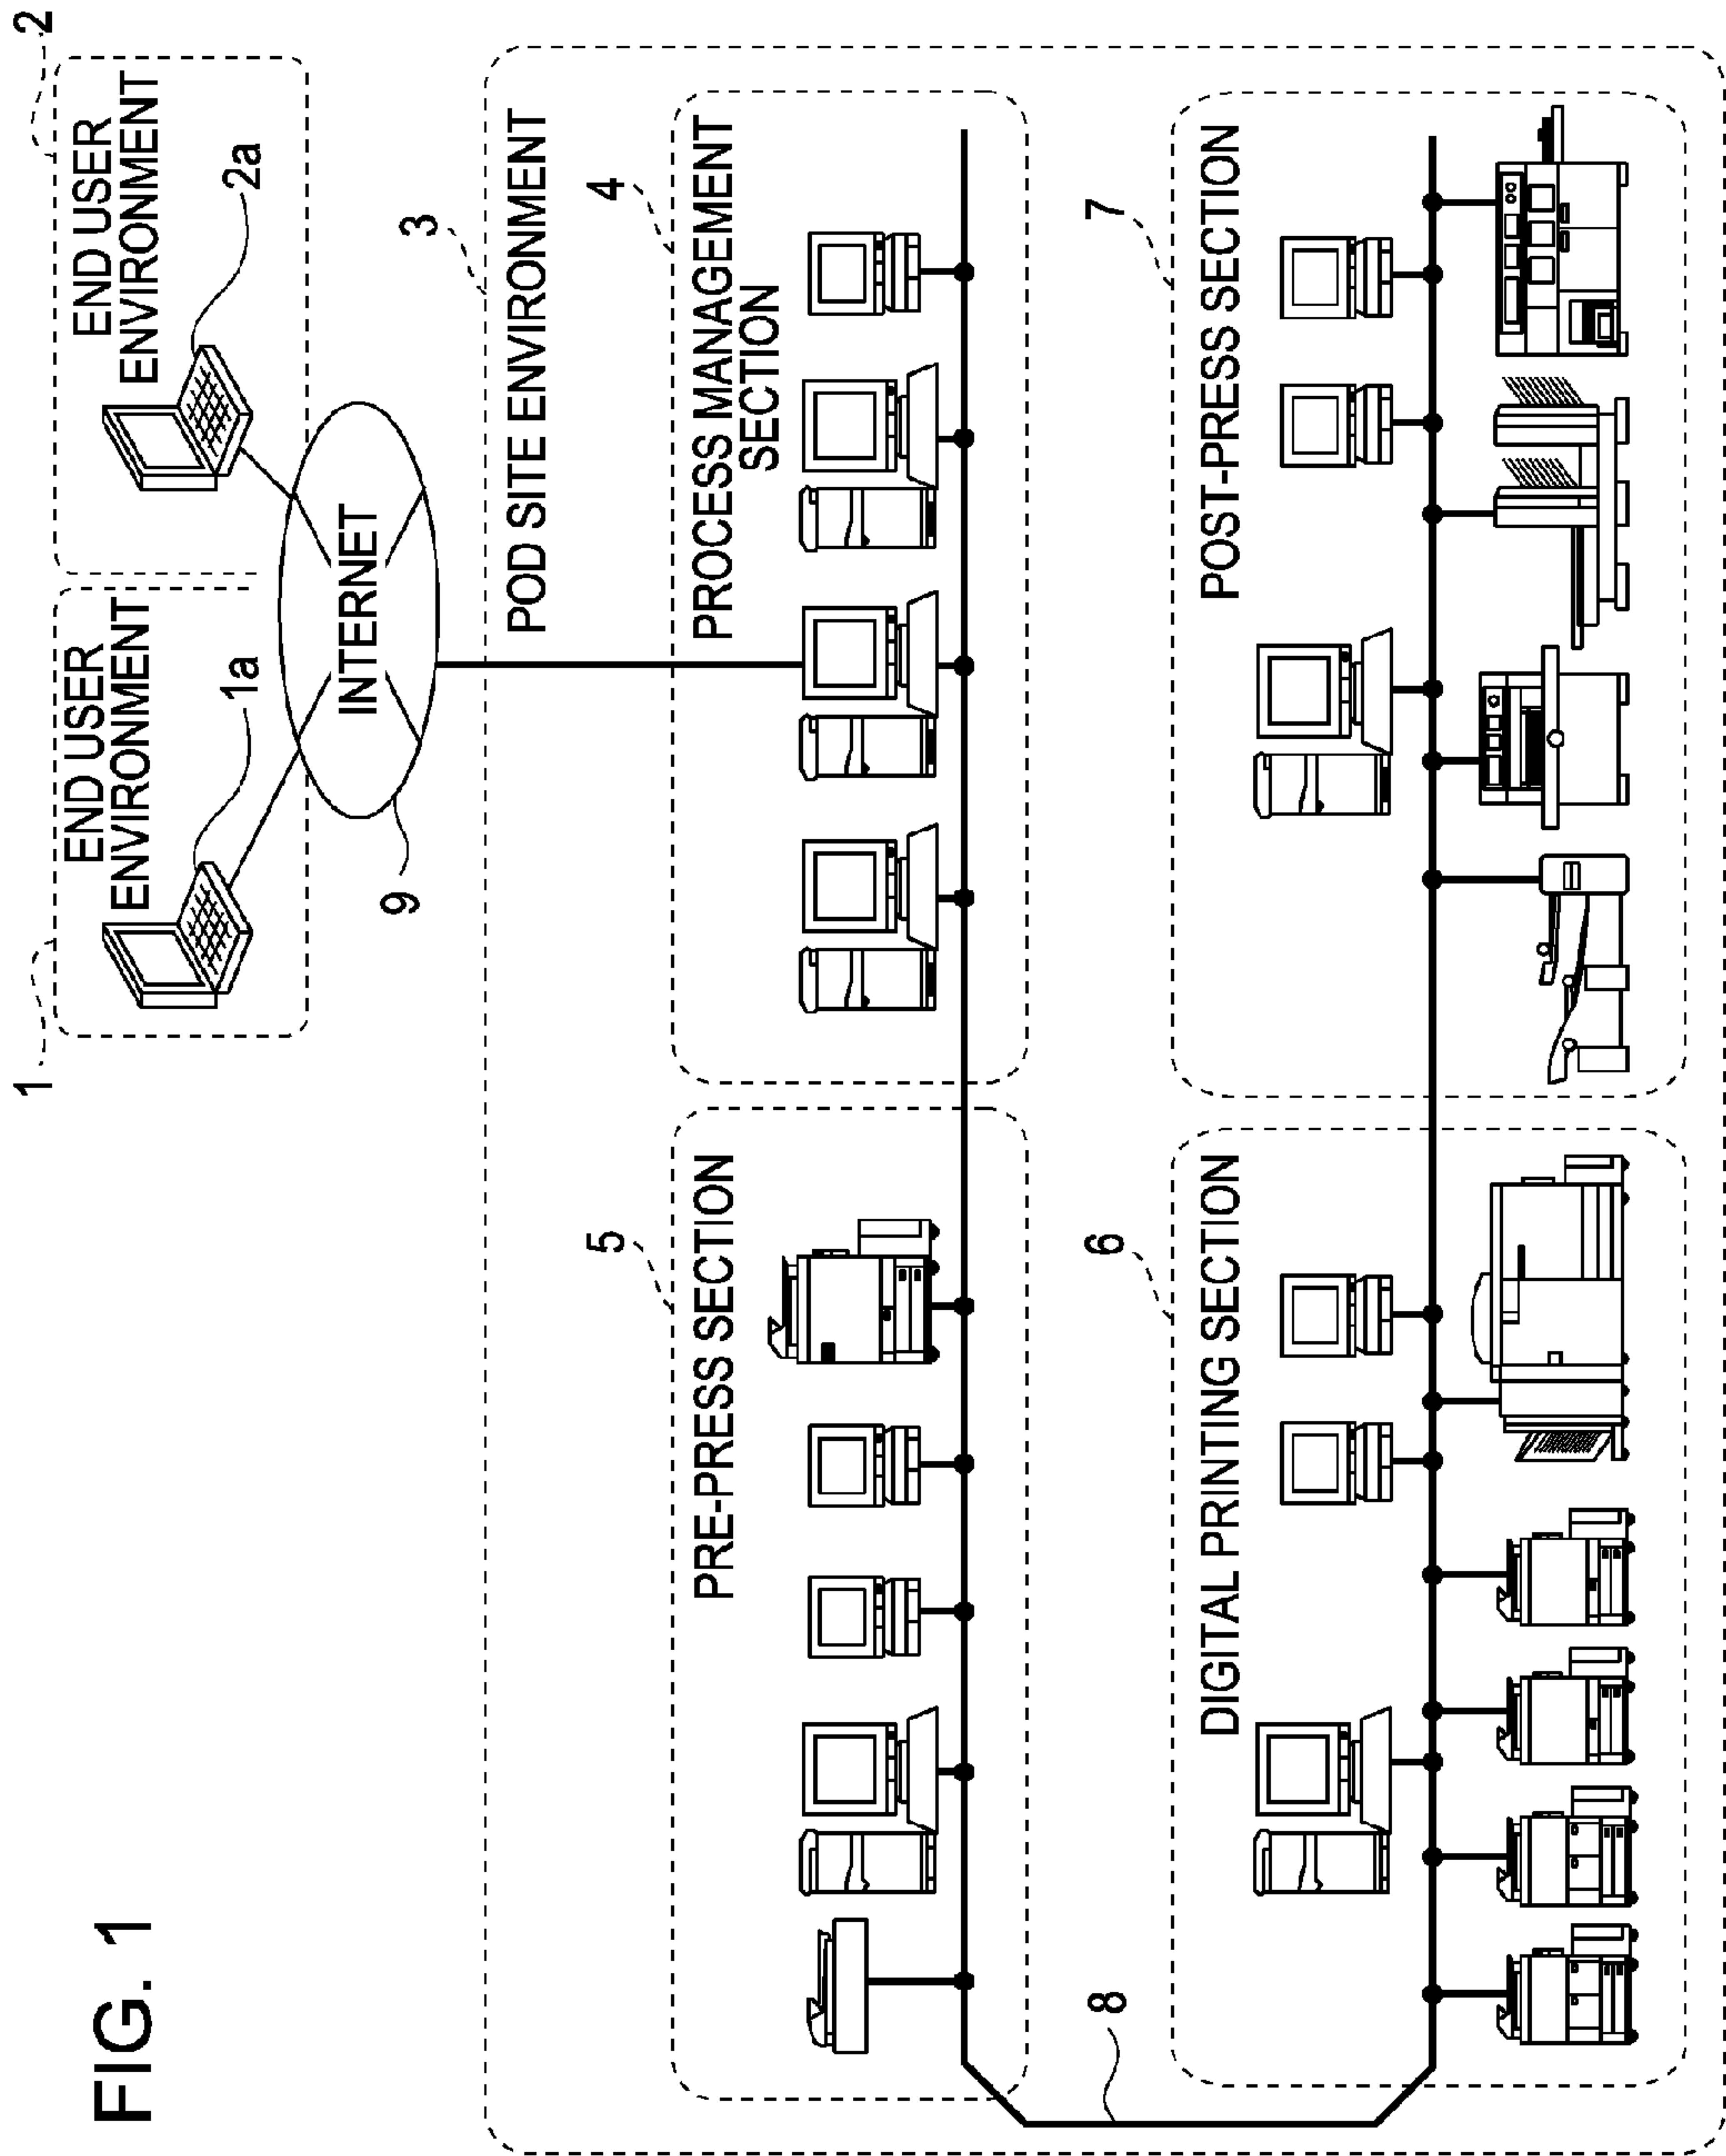 FIG. 1
1
END USER
ENVIRONMENT
1a
2
END USER
ENVIRONMENT
2a
INTERNET
9
3
POD SITE ENVIRONMENT
5
PRE-PRESS SECTION
4
PROCESS MANAGEMENT
SECTION
8
6
DIGITAL PRINTING SECTION
7
POST-PRESS SECTION